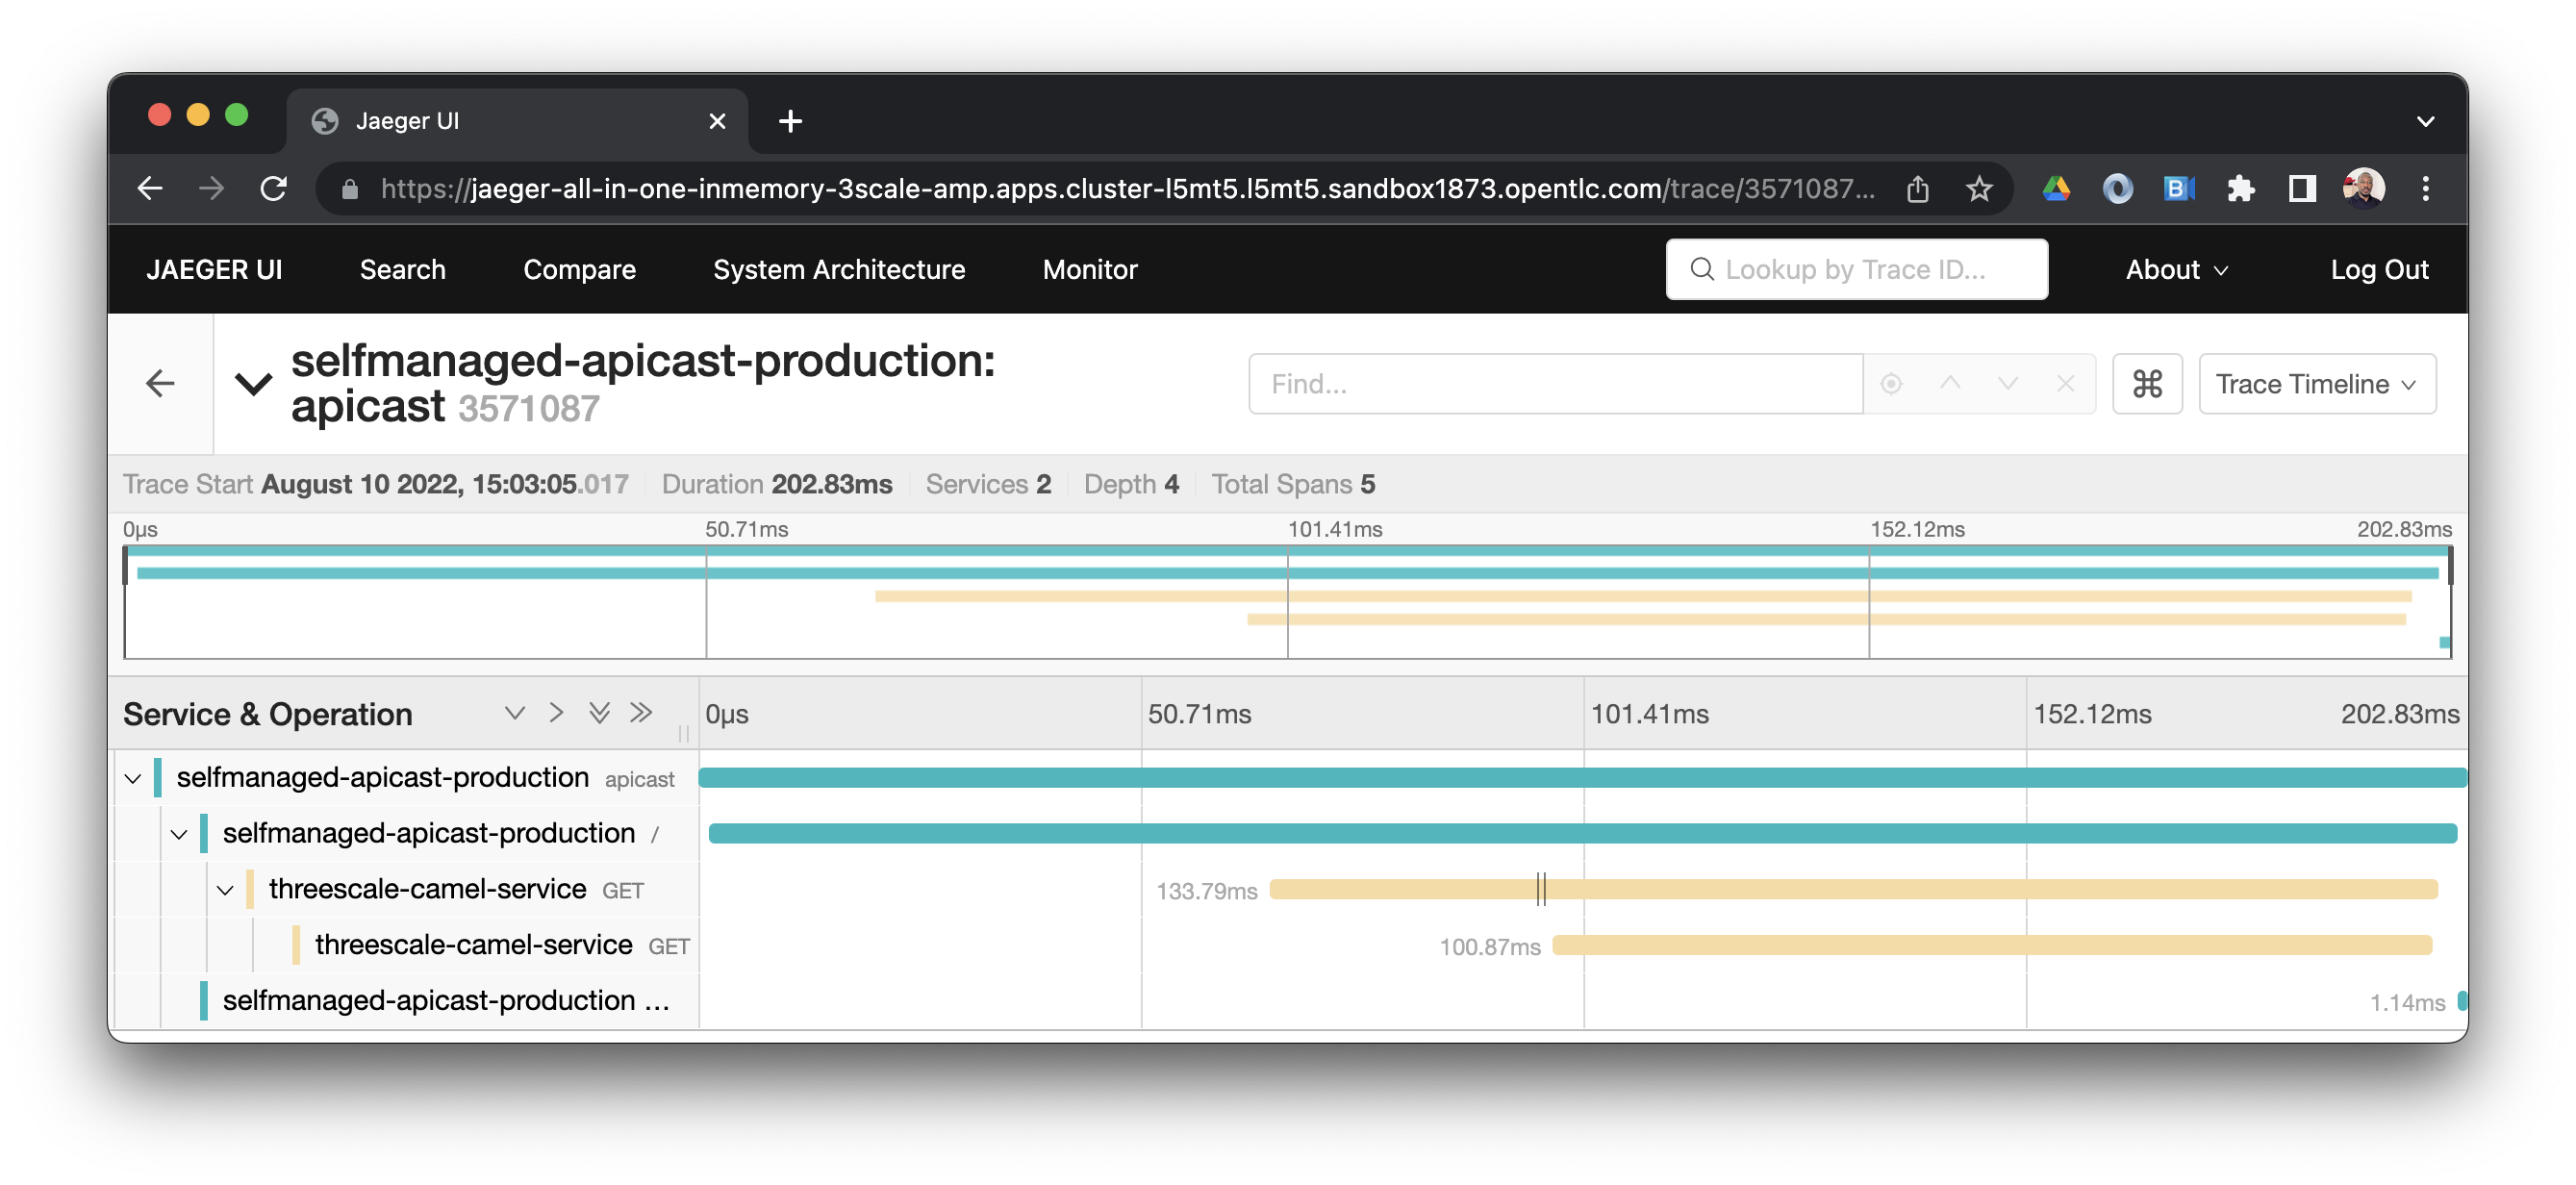 Jaeger UI
https://jaeger-all-in-one-inmemory-3scale-amp.apps.cluster-l5mt5.l5mt5.sandbox1873.opentlc.com/trace/3571087...
JAEGER UI Search Compare System Architecture Monitor Lookup by Trace ID... About Log Out
selfmanaged-apicast-production:
apicast 3571087
Find...
Trace Timeline
Trace Start August 10 2022, 15:03:05.017 Duration 202.83ms Services 2 Depth 4 Total Spans 5
0μs 50.71ms 101.41ms 152.12ms 202.83ms
Service & Operation 0μs 50.71ms 101.41ms 152.12ms 202.83ms
selfmanaged-apicast-production apicast
selfmanaged-apicast-production /
threescale-camel-service GET 133.79ms
threescale-camel-service GET 100.87ms
selfmanaged-apicast-production ... 1.14ms